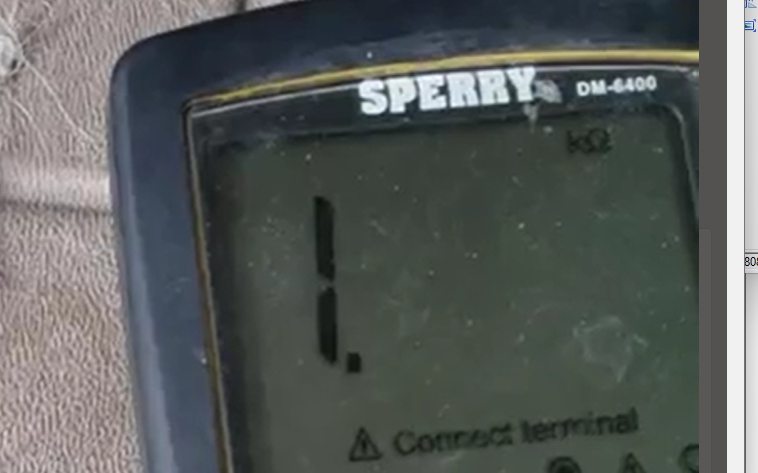 SPERRY DM-6400
kΩ
1.
Connect terminal